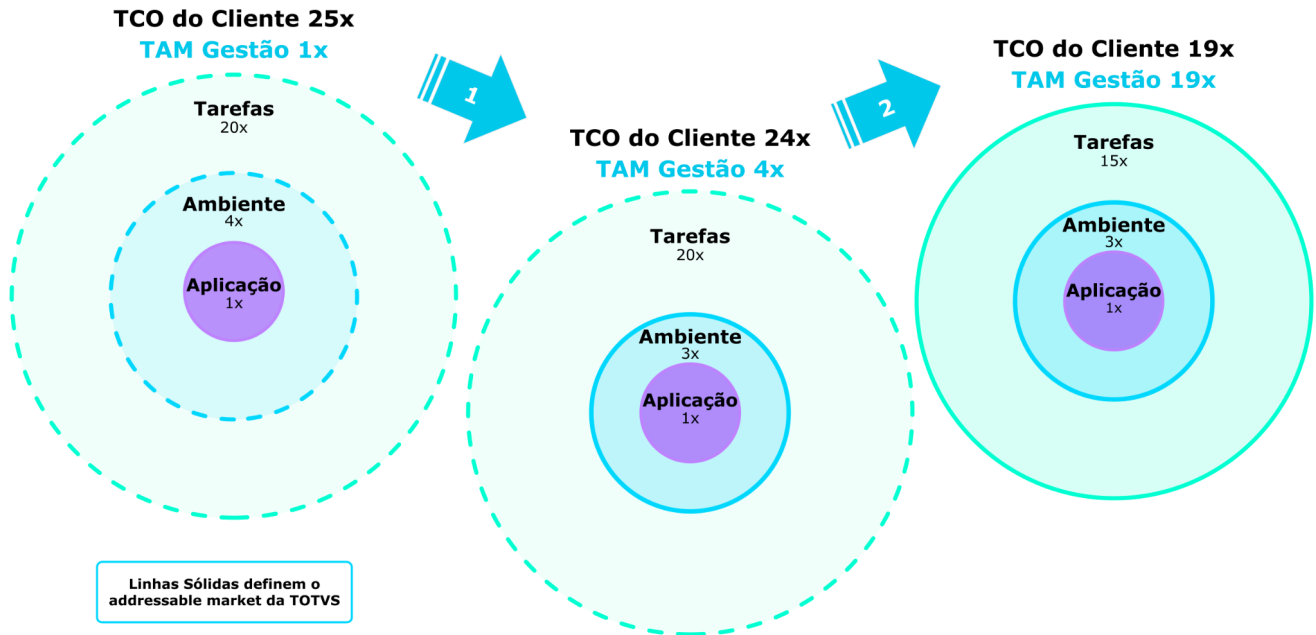 TCO do Cliente 25x
TAM Gestão 1x
Tarefas
20x
Ambiente
4x
Aplicação
1x
1
TCO do Cliente 24x
TAM Gestão 4x
Tarefas
20x
Ambiente
3x
Aplicação
1x
2
TCO do Cliente 19x
TAM Gestão 19x
Tarefas
15x
Ambiente
3x
Aplicação
1x
Linhas Sólidas definem o
addressable market da TOTVS